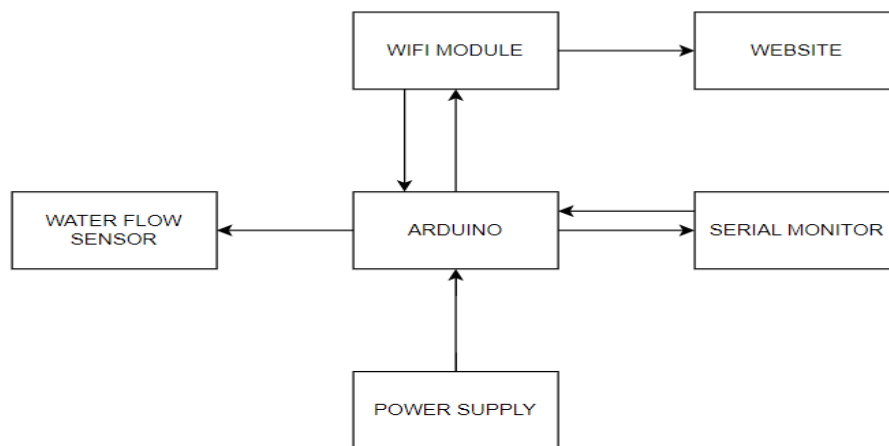 WIFI MODULE
WEBSITE
WATER FLOW
SENSOR
ARDUINO
SERIAL MONITOR
POWER SUPPLY